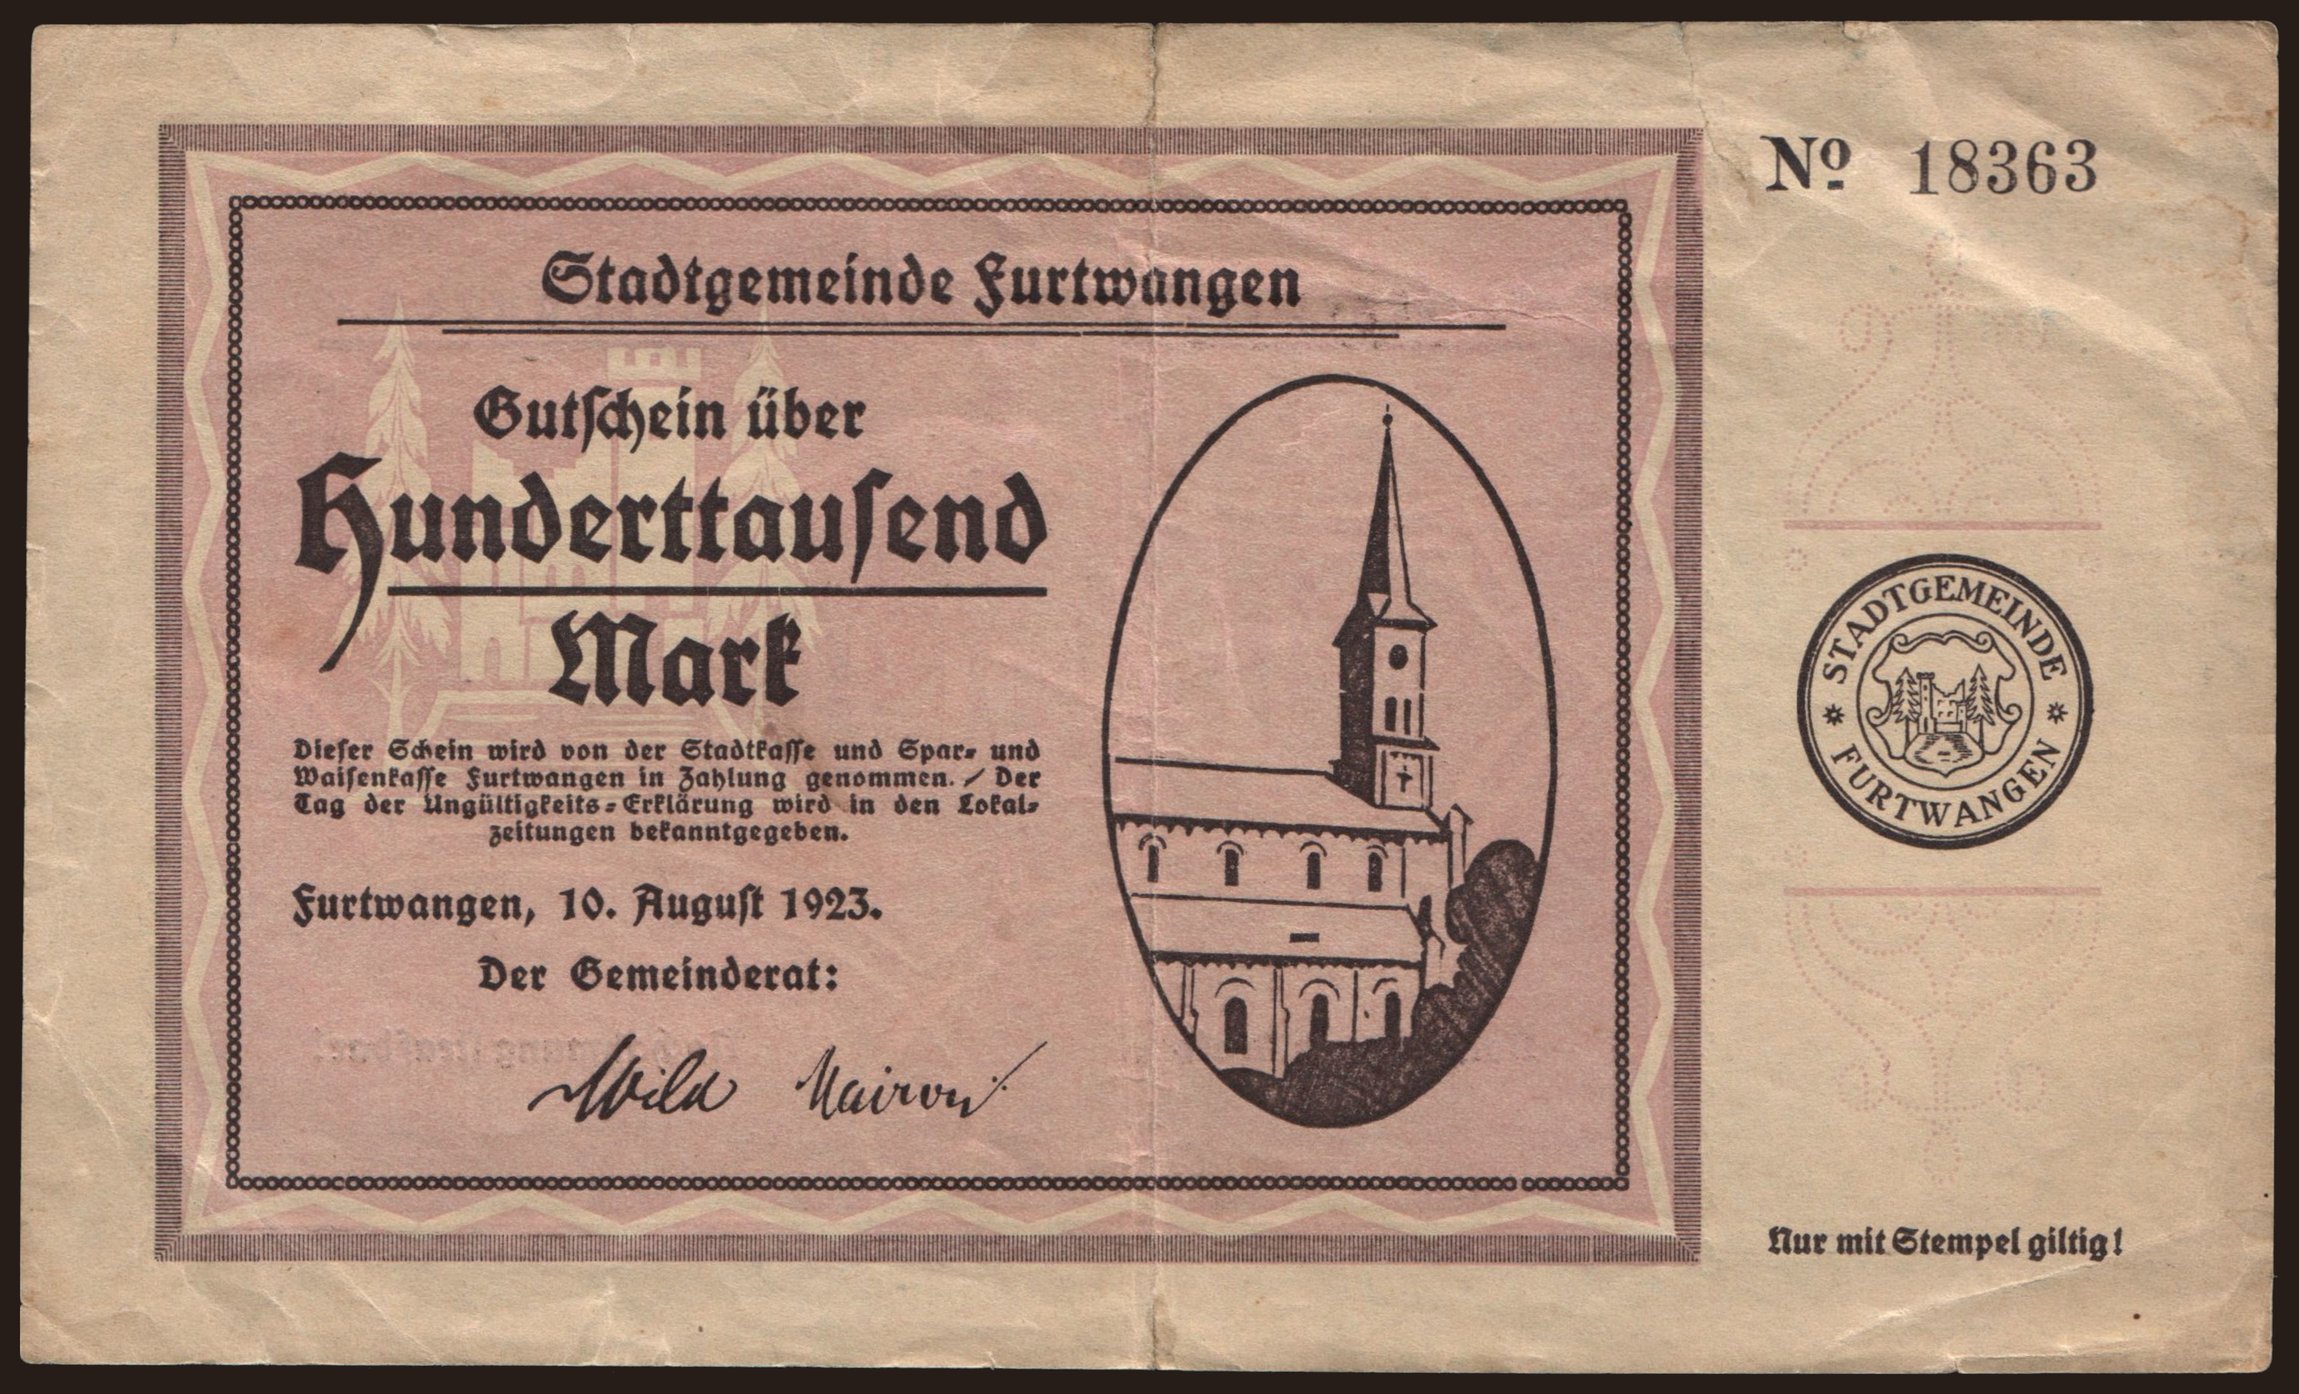 Nº 18363
Stadtgemeinde Furtwangen
Gutschein über
Hunderttausend
Mark
Dieser Schein wird von der Stadtkasse und Spar- und
Waisenkasse Furtwangen in Zahlung genommen. / Der
Tag der Ungültigkeits-Erklärung wird in den Lokal-
zeitungen bekanntgegeben.
Furtwangen, 10. August 1923.
Der Gemeinderat:
Wild
STADTGEMEINDE
FURTWANGEN
Nur mit Stempel giltig!